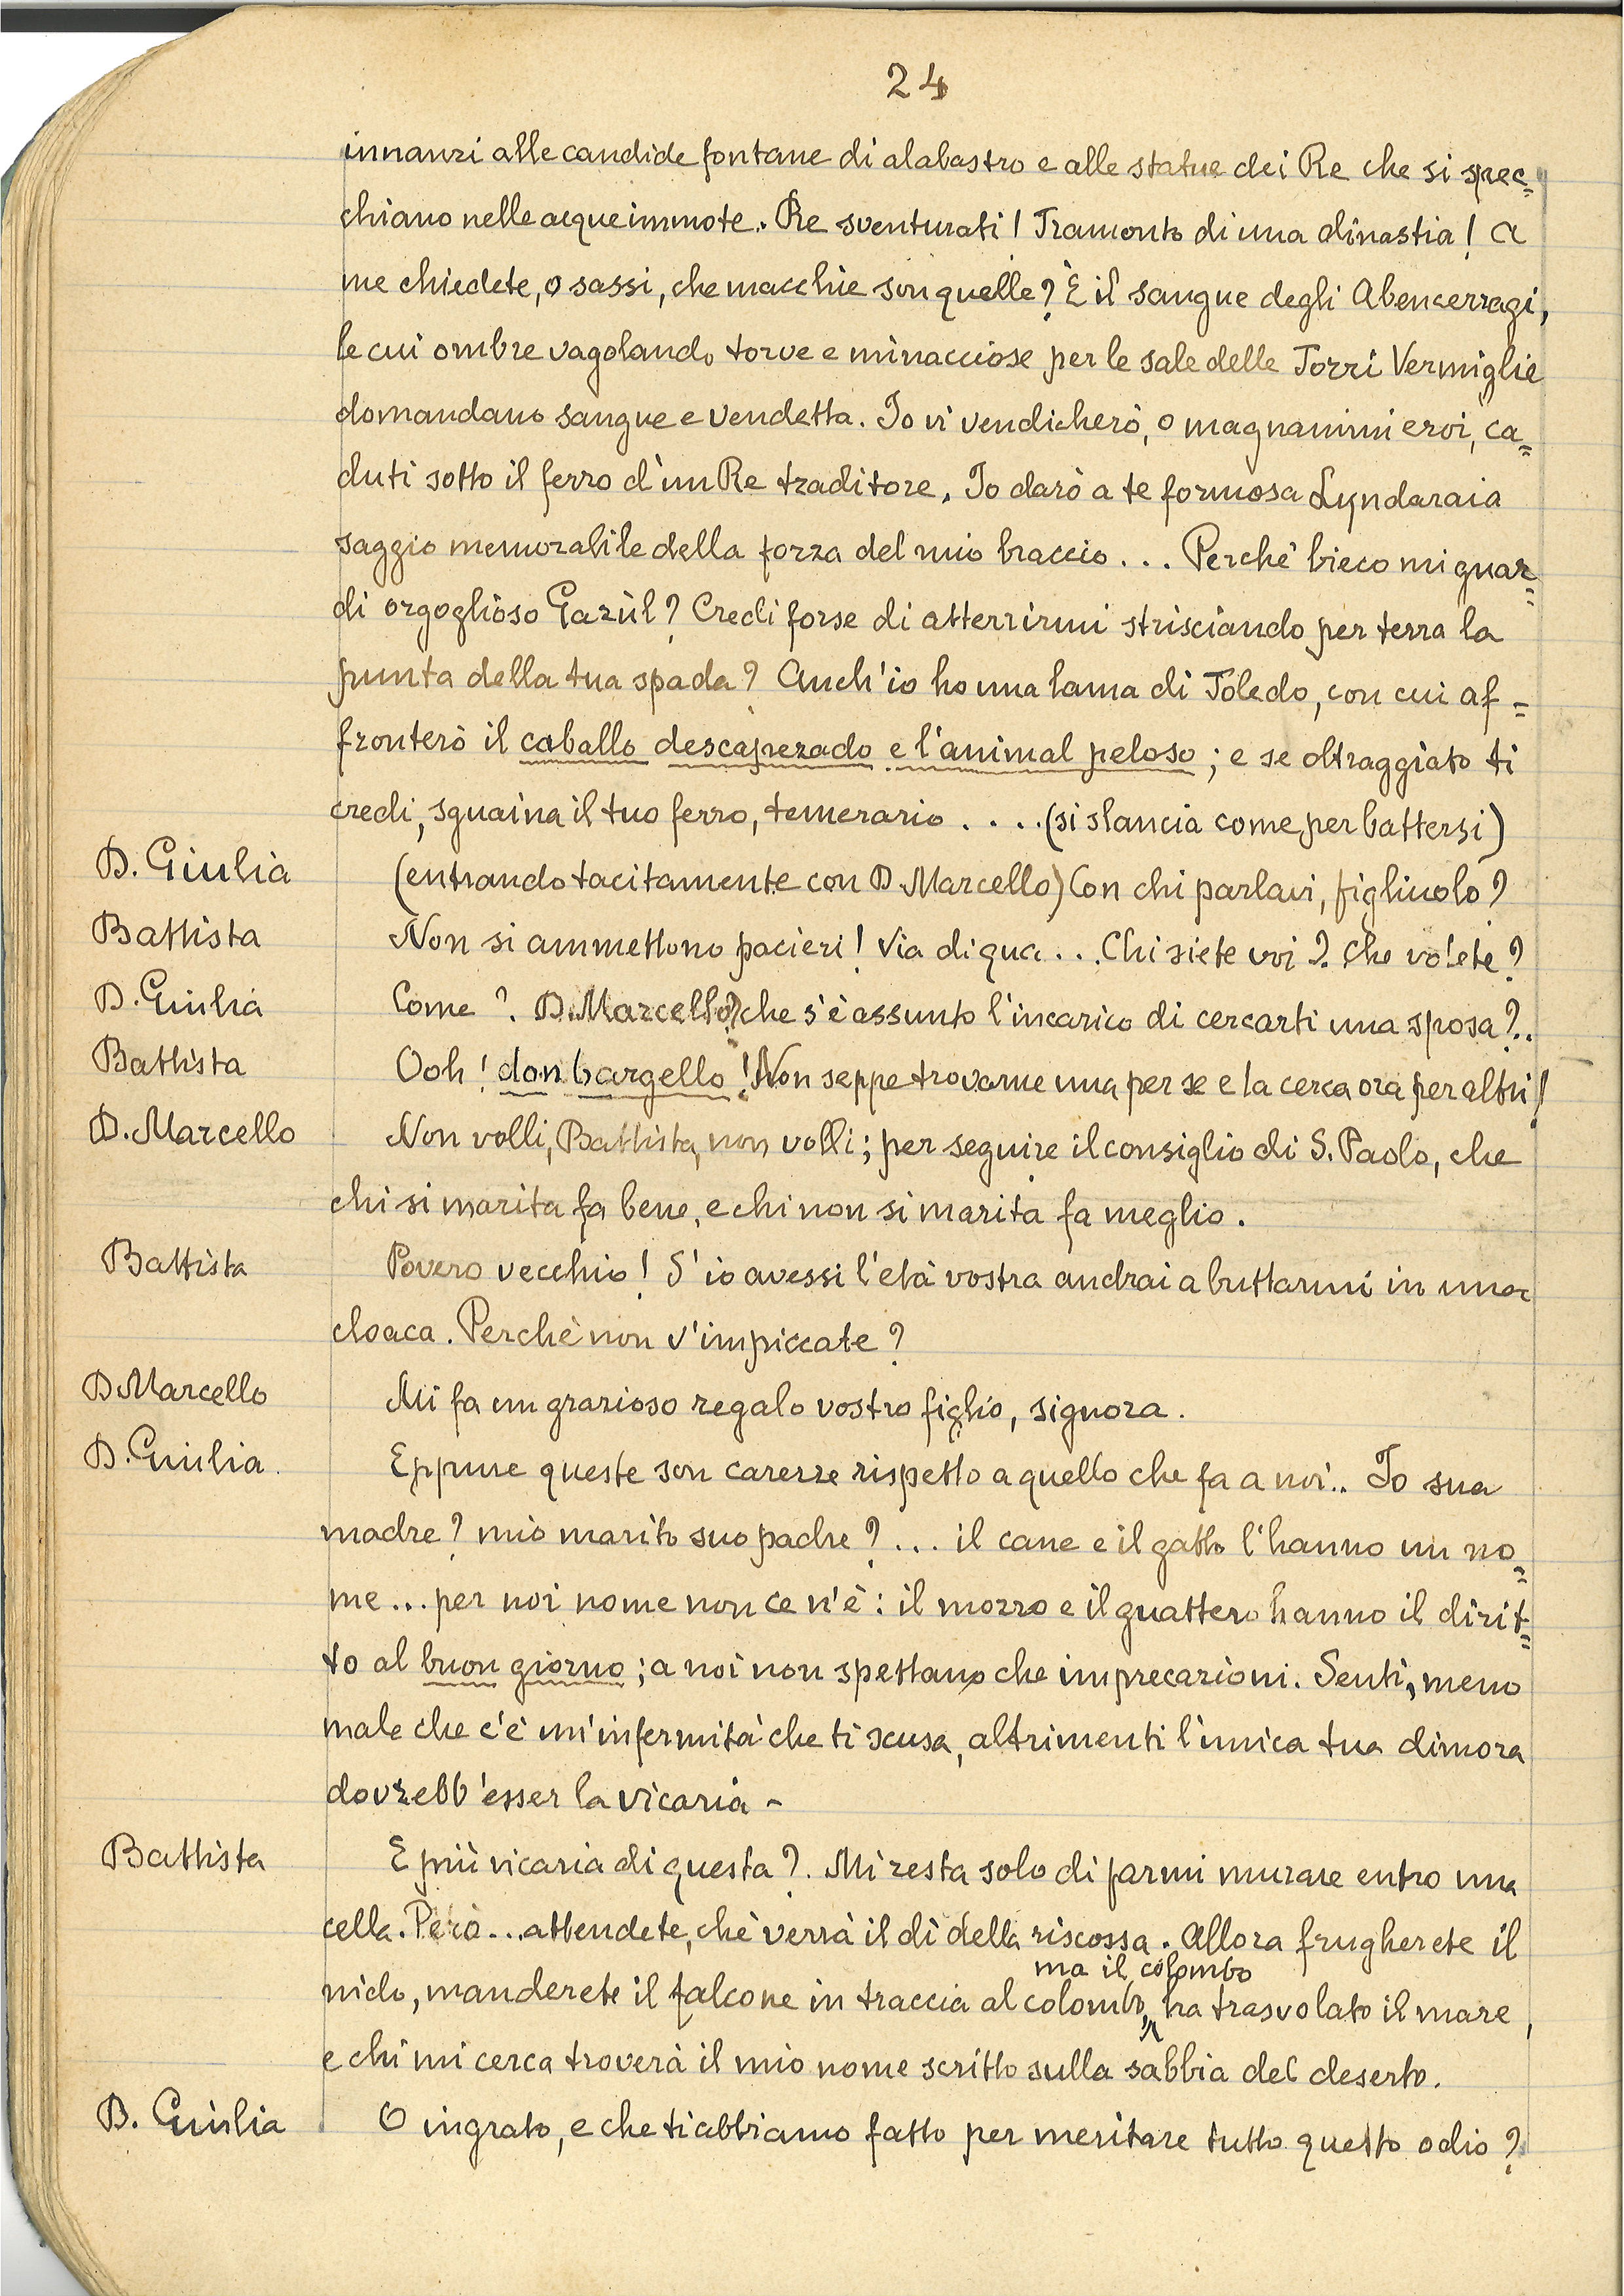 24
innanzi alle candide fontane di alabastro e alle statue dei Re che si spec=
chiano nelle acque immote. Re sventurati! Tramonto di una dinastia! A
me chiedete, o sassi, che macchie son quelle? È il sangue degli Abencerragi,
le cui ombre vagolando torve e minacciose per le sale delle Torri Vermiglie
domandano sangue e vendetta. Io vi vendicherò, o magnanimi eroi, ca=
duti sotto il ferro d'un Re traditore. Io darò a te formosa Lyndaraia
saggio memorabile della forza del mio braccio... Perchè bieco mi guar=
di orgoglioso Gazùl? Credi forse di atterrirmi strisciando per terra la
punta della tua spada? Anch'io ho una lama di Toledo, con cui af=
fronterò il caballo descapezado e l'animal peloso; e se oltraggiato ti
credi, sguaina il tuo ferro, temerario.... (si slancia come per battersi)
D. Giulia (entrando tacitamente con D. Marcello) Con chi parlavi, figliuolo?
Battista Non si ammettono pacieri! Via di qua... Chi siete voi? Che volete?
D. Giulia Come? D. Marcello? che s'è assunto l'incarico di cercarti una sposa?..
Battista Ooh! don bargello! Non seppe trovarne una per se e la cerca ora per altri!
D. Marcello Non volli, Battista, non volli; per seguire il consiglio di S. Paolo, che
chi si marita fa bene, e chi non si marita fa meglio.
Battista Povero vecchio! S'io avessi l'età vostra andrai a buttarmi in una
cloaca. Perchè non v'impiccate?
D. Marcello Mi fa un grazioso regalo vostro figlio, signora.
D. Giulia. Eppure queste son carezze rispetto a quello che fa a noi.. Io sua
madre? mio marito suo padre?... il cane e il gatto l'hanno un no=
me... per noi nome non ce n'è: il mozzo e il guattero hanno il dirit=
to al buon giorno; a noi non spettano che imprecazioni. Senti, meno
male che c'è un'infermità che ti scusa, altrimenti l'unica tua dimora
dovrebb'esser la vicaria -
Battista E più vicaria di questa? Mi resta solo di farmi murare entro una
cella. Però... attendete, chè verrà il dì della riscossa. Allora frugherete il
ma il colombo
nido, manderete il falcone in traccia al colombo, ha trasvolato il mare,
e chi mi cerca troverà il mio nome scritto sulla sabbia del deserto.
D. Giulia O ingrato, e che ti abbiamo fatto per meritare tutto questo odio?